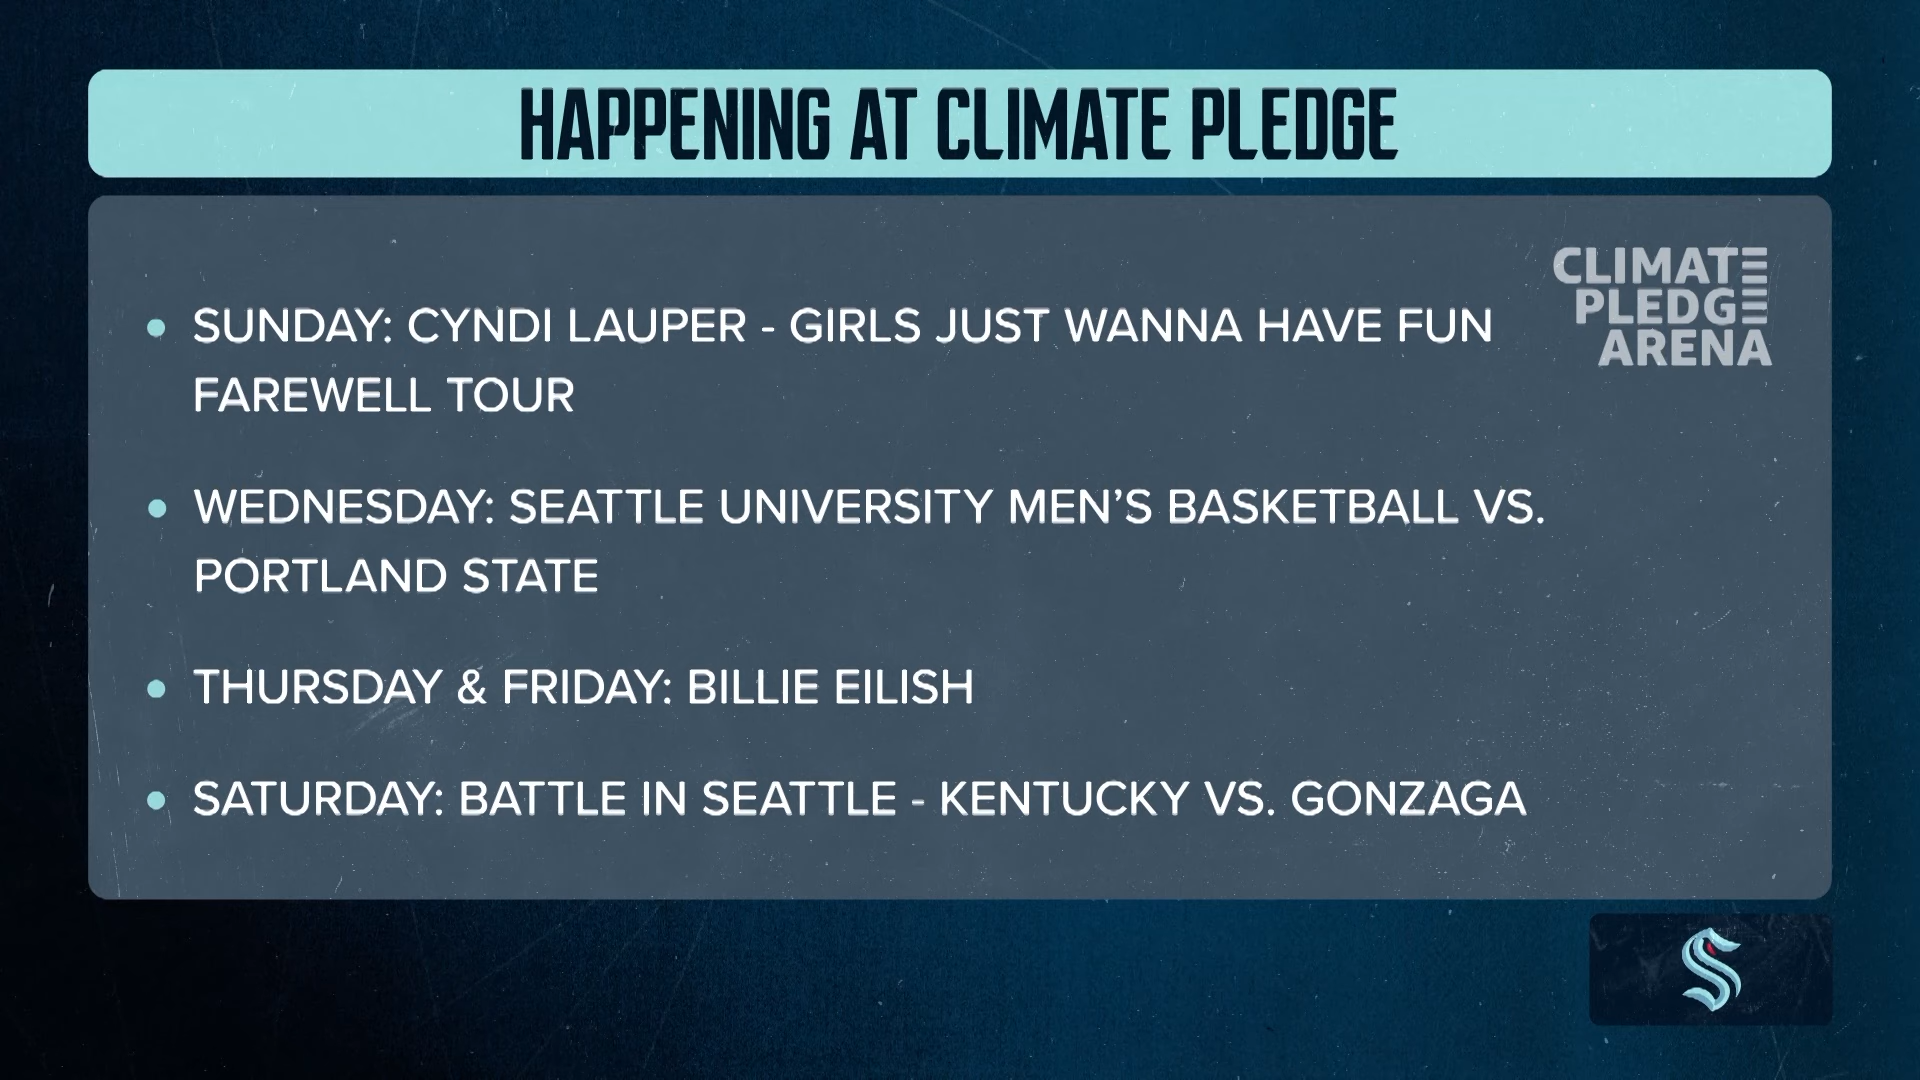 HAPPENING AT CLIMATE PLEDGE
CLIMATE
PLEDGE
ARENA
SUNDAY: CYNDI LAUPER - GIRLS JUST WANNA HAVE FUN
FAREWELL TOUR
WEDNESDAY: SEATTLE UNIVERSITY MEN’S BASKETBALL VS.
PORTLAND STATE
THURSDAY & FRIDAY: BILLIE EILISH
SATURDAY: BATTLE IN SEATTLE - KENTUCKY VS. GONZAGA
S